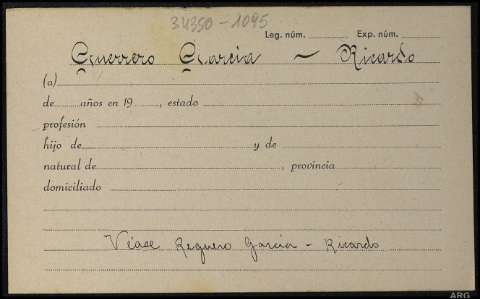 34350-1095
Leg. núm. Exp. núm.
Guerrero García - Ricardo
(a)
de años en 19 , estado
profesión
hijo de y de
natural de , provincia
domiciliado
Véase Reguero García - Ricardo
ARG